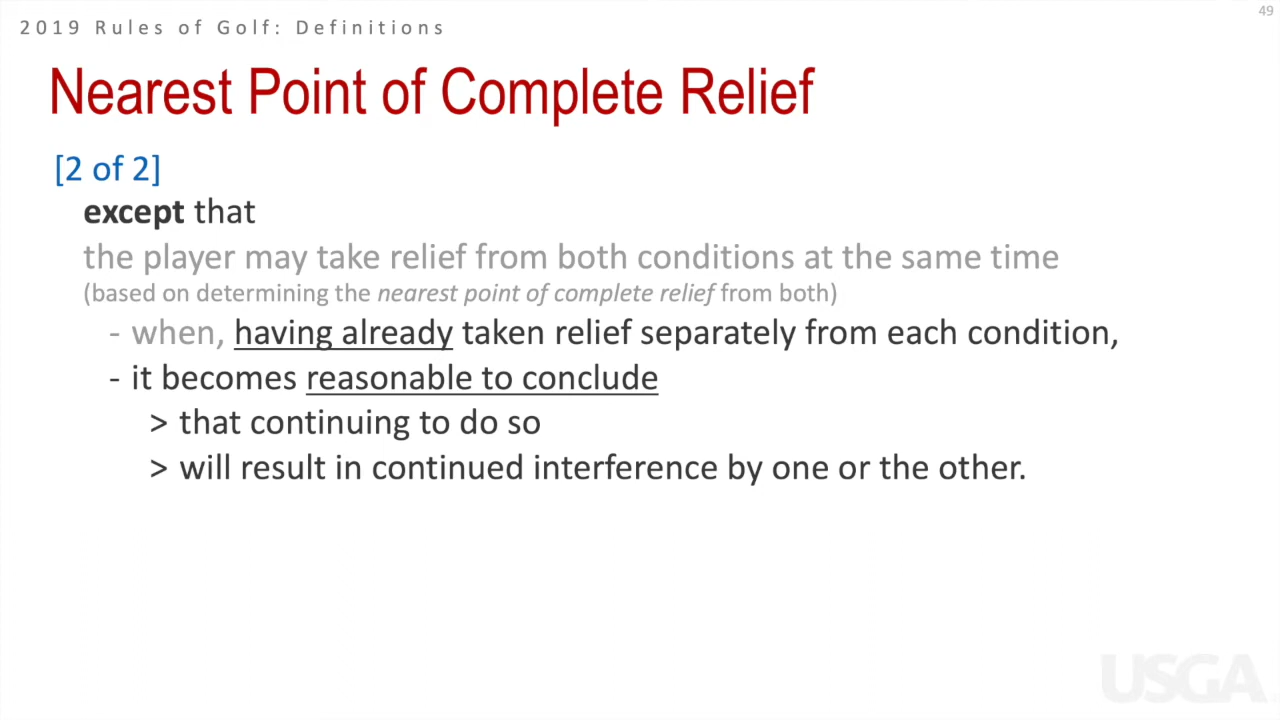 49
2019 Rules of Golf: Definitions
Nearest Point of Complete Relief
[2 of 2]
except that
the player may take relief from both conditions at the same time
(based on determining the nearest point of complete relief from both)
- when, having already taken relief separately from each condition,
- it becomes reasonable to conclude
> that continuing to do so
> will result in continued interference by one or the other.
USGA